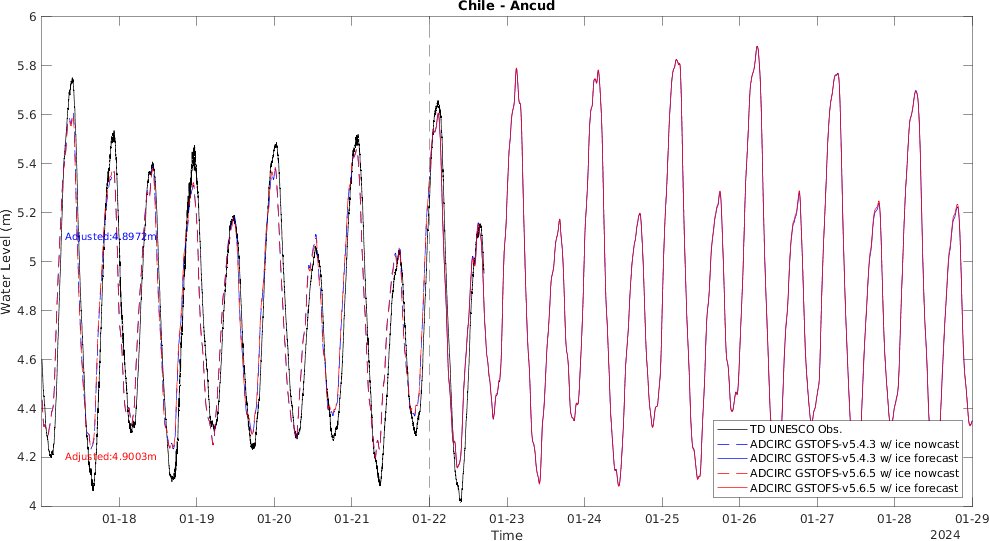 Chile - Ancud
6
5.8
5.6
5.4
5.2
5
4.8
4.6
4.4
4.2
4
Water Level (m)
Adjusted:4.8972m
Adjusted:4.9003m
TD UNESCO Obs.
ADCIRC GSTOFS-v5.4.3 w/ ice nowcast
ADCIRC GSTOFS-v5.4.3 w/ ice forecast
ADCIRC GSTOFS-v5.6.5 w/ ice nowcast
ADCIRC GSTOFS-v5.6.5 w/ ice forecast
01-18 01-19 01-20 01-21 01-22 01-23 01-24 01-25 01-26 01-27 01-28 01-29
Time
2024